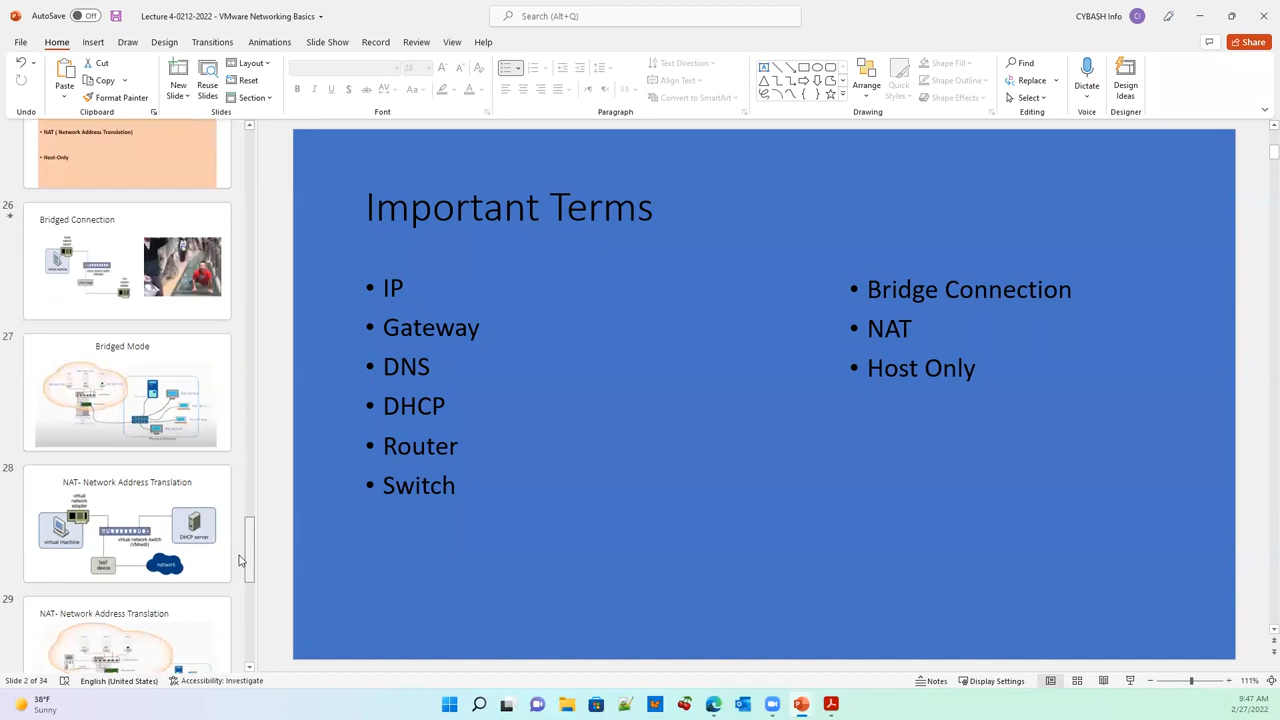 AutoSave Off
Lecture 4-0212-2022 - VMware Networking Basics
Search (Alt+Q)
CYBASH Info
CI
File Home Insert Draw Design Transitions Animations Slide Show Record Review View Help
Share
Undo
Paste
Cut
Copy
Format Painter
Clipboard
New Slide
Reuse Slides
Layout
Reset
Section
Slides
28
Font
Paragraph
Text Direction
Align Text
Convert to SmartArt
Arrange
Quick Styles
Shape Fill
Shape Outline
Shape Effects
Drawing
Find
Replace
Select
Editing
Dictate
Voice
Design Ideas
Designer
• NAT ( Network Address Translation)
• Host-Only
26
Bridged Connection
27
Bridged Mode
28
NAT- Network Address Translation
virtual network adapter
virtual machine
virtual network switch (VMnet8)
DHCP server
NAT device
network
29
NAT- Network Address Translation
Important Terms
• IP
• Gateway
• DNS
• DHCP
• Router
• Switch
• Bridge Connection
• NAT
• Host Only
Slide 2 of 34
English (United States)
Accessibility: Investigate
Notes
Display Settings
111%
38°F
Sunny
9:47 AM
2/27/2022